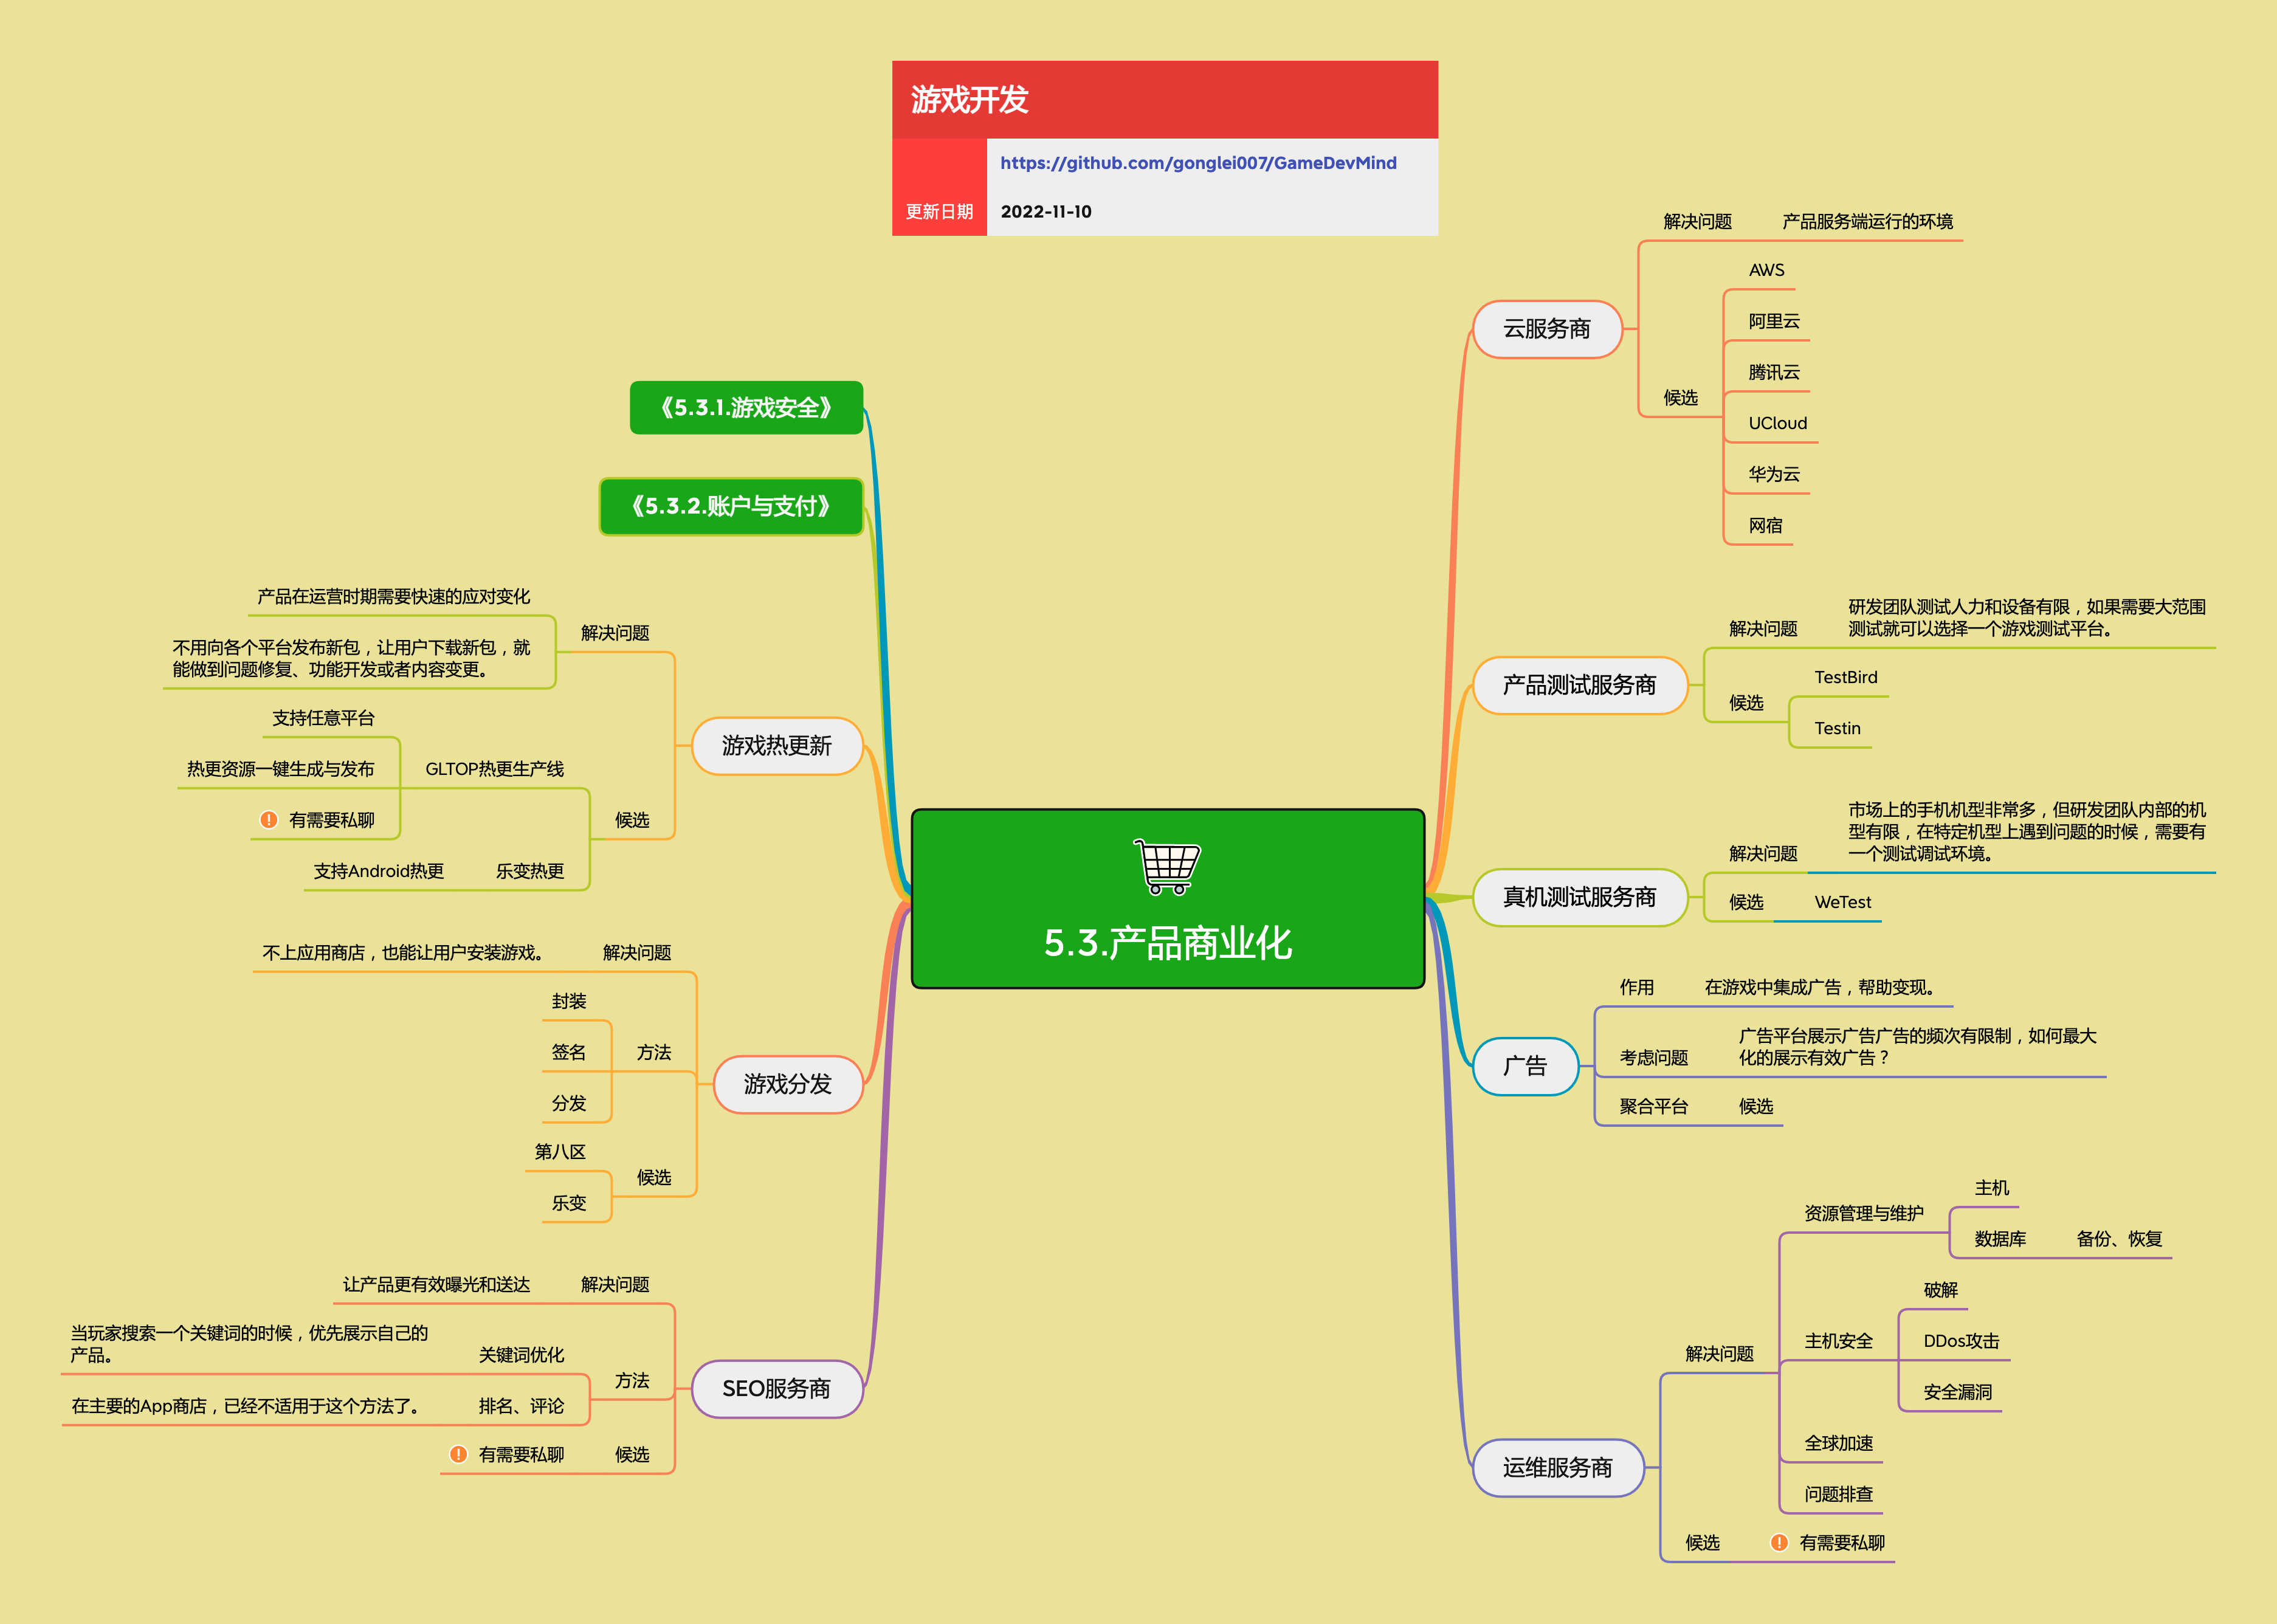 游戏开发
https://github.com/gonglei007/GameDevMind
更新日期
2022-11-10
5.3.产品商业化
云服务商
解决问题
产品服务端运行的环境
候选
AWS
阿里云
腾讯云
UCloud
华为云
网宿
产品测试服务商
解决问题
研发团队测试人力和设备有限，如果需要大范围
测试就可以选择一个游戏测试平台。
候选
TestBird
Testin
真机测试服务商
解决问题
市场上的手机机型非常多，但研发团队内部的机
型有限，在特定机型上遇到问题的时候，需要有
一个测试调试环境。
候选
WeTest
广告
作用
在游戏中集成广告，帮助变现。
考虑问题
广告平台展示广告广告的频次有限制，如何最大
化的展示有效广告？
聚合平台
候选
运维服务商
解决问题
资源管理与维护
主机
数据库
备份、恢复
主机安全
破解
DDos攻击
安全漏洞
全球加速
问题排查
候选
有需要私聊
《5.3.1.游戏安全》
《5.3.2.账户与支付》
游戏热更新
解决问题
产品在运营时期需要快速的应对变化
不用向各个平台发布新包，让用户下载新包，就
能做到问题修复、功能开发或者内容变更。
候选
GLTOP热更生产线
支持任意平台
热更资源一键生成与发布
有需要私聊
乐变热更
支持Android热更
游戏分发
解决问题
不上应用商店，也能让用户安装游戏。
方法
封装
签名
分发
候选
第八区
乐变
SEO服务商
解决问题
让产品更有效曝光和送达
方法
关键词优化
当玩家搜索一个关键词的时候，优先展示自己的
产品。
排名、评论
在主要的App商店，已经不适用于这个方法了。
候选
有需要私聊